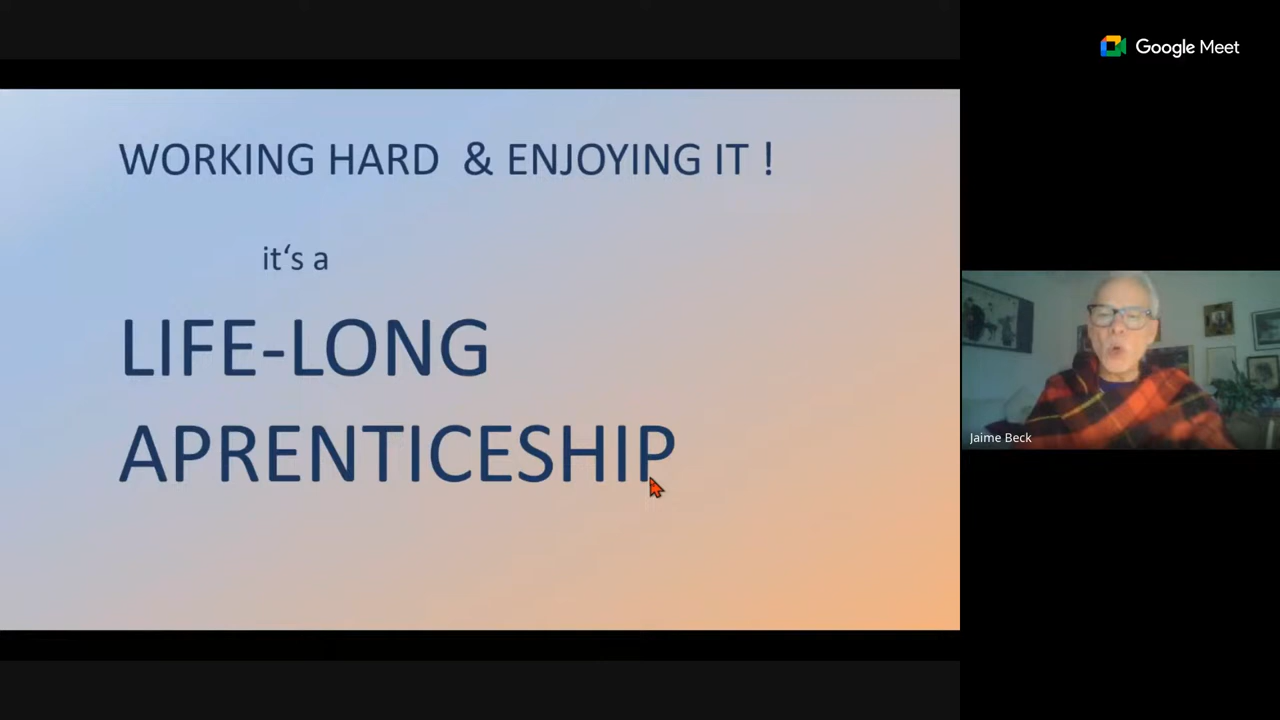 WORKING HARD & ENJOYING IT !
it‘s a
LIFE-LONG
APRENTICESHIP
Google Meet
Jaime Beck